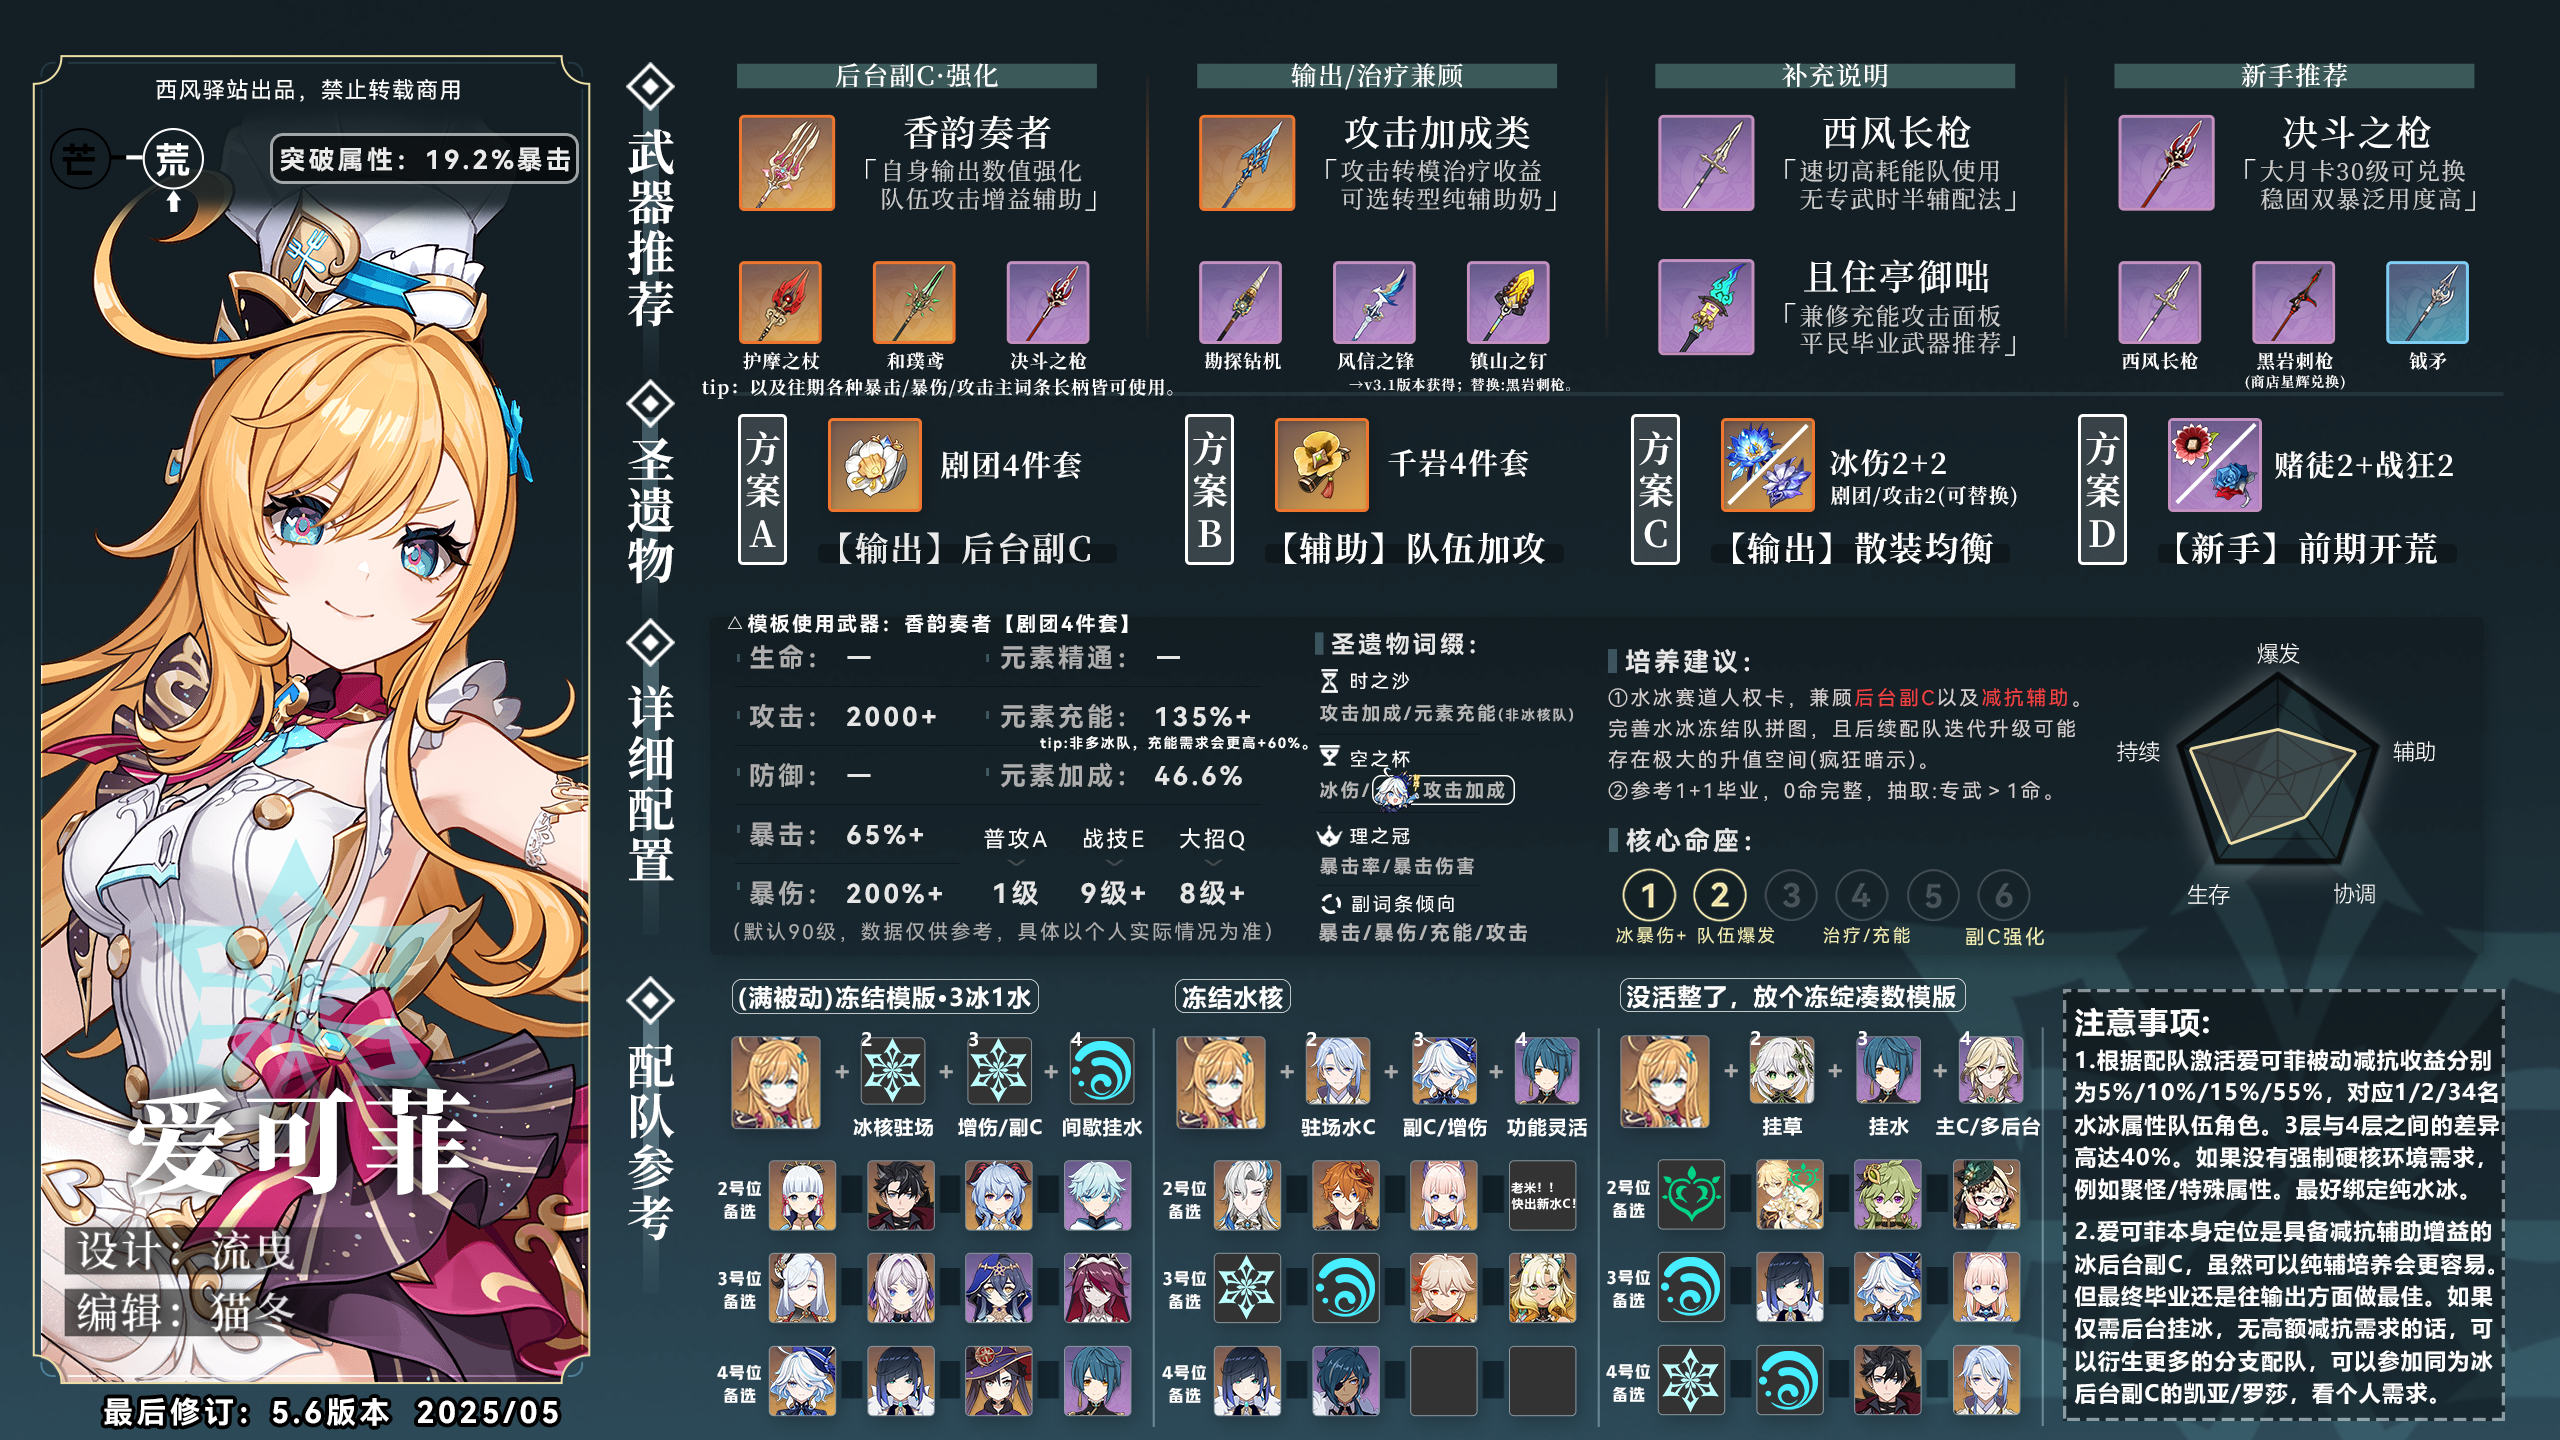 西风驿站出品，禁止转载商用
芒
荒
突破属性：19.2%暴击
爱可菲
设计：流曳
编辑：猫冬
最后修订：5.6版本 2025/05
武器推荐
后台副C·强化
香韵奏者
「自身输出数值强化
队伍攻击增益辅助」
护摩之杖
和璞鸢
决斗之枪
tip：以及往期各种暴击/暴伤/攻击主词条长柄皆可使用。
输出/治疗兼顾
攻击加成类
「攻击转模治疗收益
可选转型纯辅助奶」
勘探钻机
风信之锋
镇山之钉
→v3.1版本获得；替换:黑岩刺枪。
补充说明
西风长枪
「速切高耗能队使用
无专武时半辅配法」
且住亭御咄
「兼修充能攻击面板
平民毕业武器推荐」
新手推荐
决斗之枪
「大月卡30级可兑换
稳固双暴泛用度高」
西风长枪
黑岩刺枪
(商店星辉兑换)
钺矛
圣遗物
方案A
剧团4件套
【输出】后台副C
方案B
千岩4件套
【辅助】队伍加攻
方案C
冰伤2+2
剧团/攻击2(可替换)
【输出】散装均衡
方案D
赌徒2+战狂2
【新手】前期开荒
详细配置
△模板使用武器：香韵奏者【剧团4件套】
生命：—
元素精通：—
攻击：2000+
元素充能：135%+
tip:非多冰队，充能需求会更高+60%。
防御：—
元素加成：46.6%
暴击：65%+
普攻A 战技E 大招Q
暴伤：200%+
1级 9级+ 8级+
(默认90级，数据仅供参考，具体以个人实际情况为准)
圣遗物词缀：
时之沙
攻击加成/元素充能(非冰核队)
空之杯
冰伤/攻击加成
理之冠
暴击率/暴击伤害
副词条倾向
暴击/暴伤/充能/攻击
培养建议：
①水冰赛道人权卡，兼顾后台副C以及减抗辅助。
完善水冰冻结队拼图，且后续配队迭代升级可能
存在极大的升值空间(疯狂暗示)。
②参考1+1毕业，0命完整，抽取:专武＞1命。
核心命座：
1 2 3 4 5 6
冰暴伤+ 队伍爆发 治疗/充能 副C强化
爆发
辅助
协调
生存
持续
配队参考
(满被动)冻结模版•3冰1水
+ 2 + 3 + 4
冰核驻场 增伤/副C 间歇挂水
2号位
备选
3号位
备选
4号位
备选
冻结水核
+ 2 + 3 + 4
驻场水C 副C/增伤 功能灵活
2号位
备选
老米！！
快出新水C!
3号位
备选
4号位
备选
没活整了，放个冻绽凑数模版
+ 2 + 3 + 4
挂草 挂水 主C/多后台
2号位
备选
3号位
备选
4号位
备选
注意事项:
1.根据配队激活爱可菲被动减抗收益分别
为5%/10%/15%/55%，对应1/2/34名
水冰属性队伍角色。3层与4层之间的差异
高达40%。如果没有强制硬核环境需求，
例如聚怪/特殊属性。最好绑定纯水冰。
2.爱可菲本身定位是具备减抗辅助增益的
冰后台副C，虽然可以纯辅培养会更容易。
但最终毕业还是往输出方面做最佳。如果
仅需后台挂冰，无高额减抗需求的话，可
以衍生更多的分支配队，可以参加同为冰
后台副C的凯亚/罗莎，看个人需求。